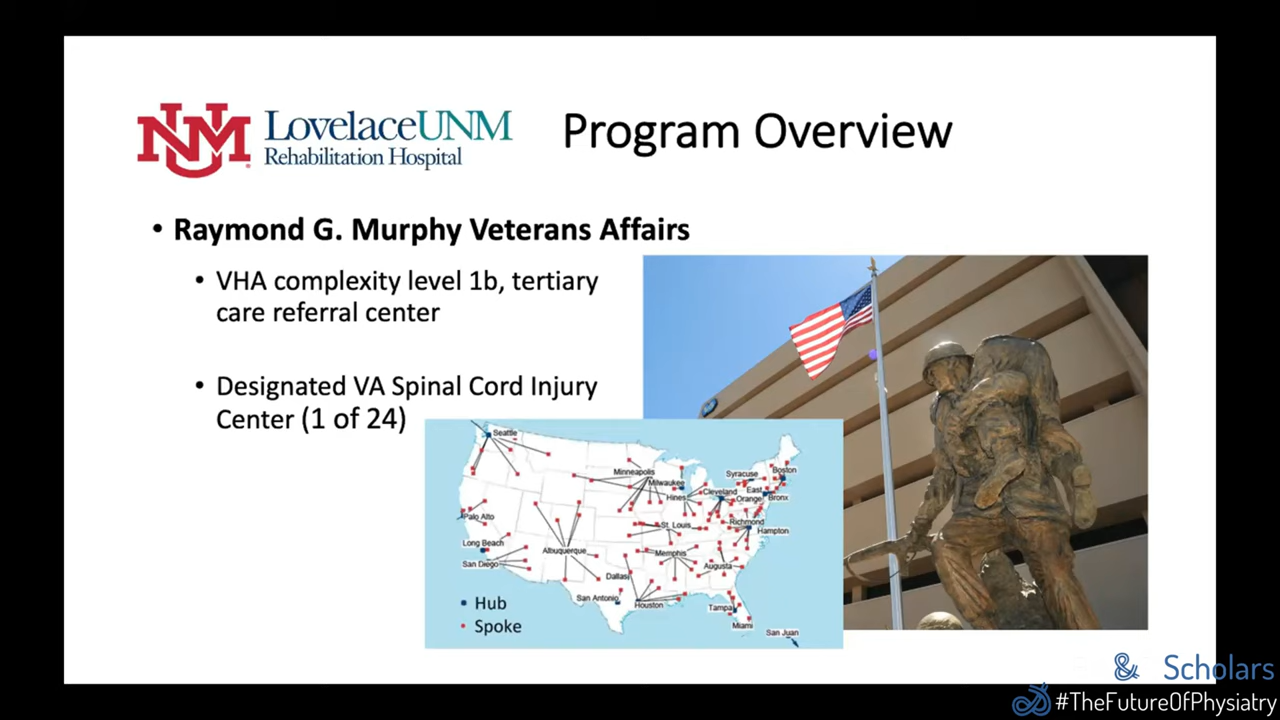 UNM
LovelaceUNM
Rehabilitation Hospital
Program Overview
• Raymond G. Murphy Veterans Affairs
• VHA complexity level 1b, tertiary
care referral center
• Designated VA Spinal Cord Injury
Center (1 of 24)
Seattle
Minneapolis
Milwaukee
Hines
Cleveland
Syracuse
Boston
East
Orange
Bronx
Palo Alto
St. Louis
Richmond
Hampton
Long Beach
San Diego
Albuquerque
Memphis
Augusta
Dallas
San Antonio
Houston
Tampa
Miami
San Juan
• Hub
• Spoke
& Scholars
#TheFutureOfPhysiatry